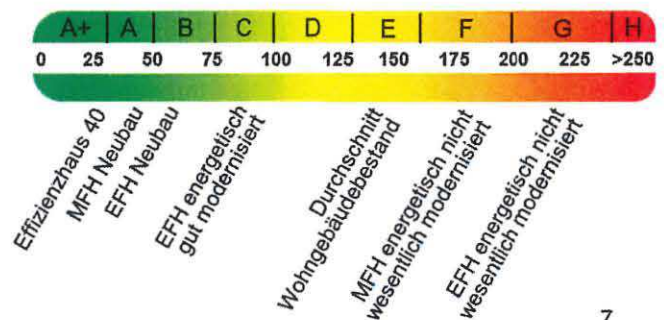 A+ A B C D E F G H
0 25 50 75 100 125 150 175 200 225 >250
Effizienzhaus 40
MFH Neubau
EFH Neubau
EFH energetisch
gut modernisiert
Durchschnitt
Wohngebäudebestand
MFH energetisch nicht
wesentlich modernisiert
EFH energetisch nicht
wesentlich modernisiert